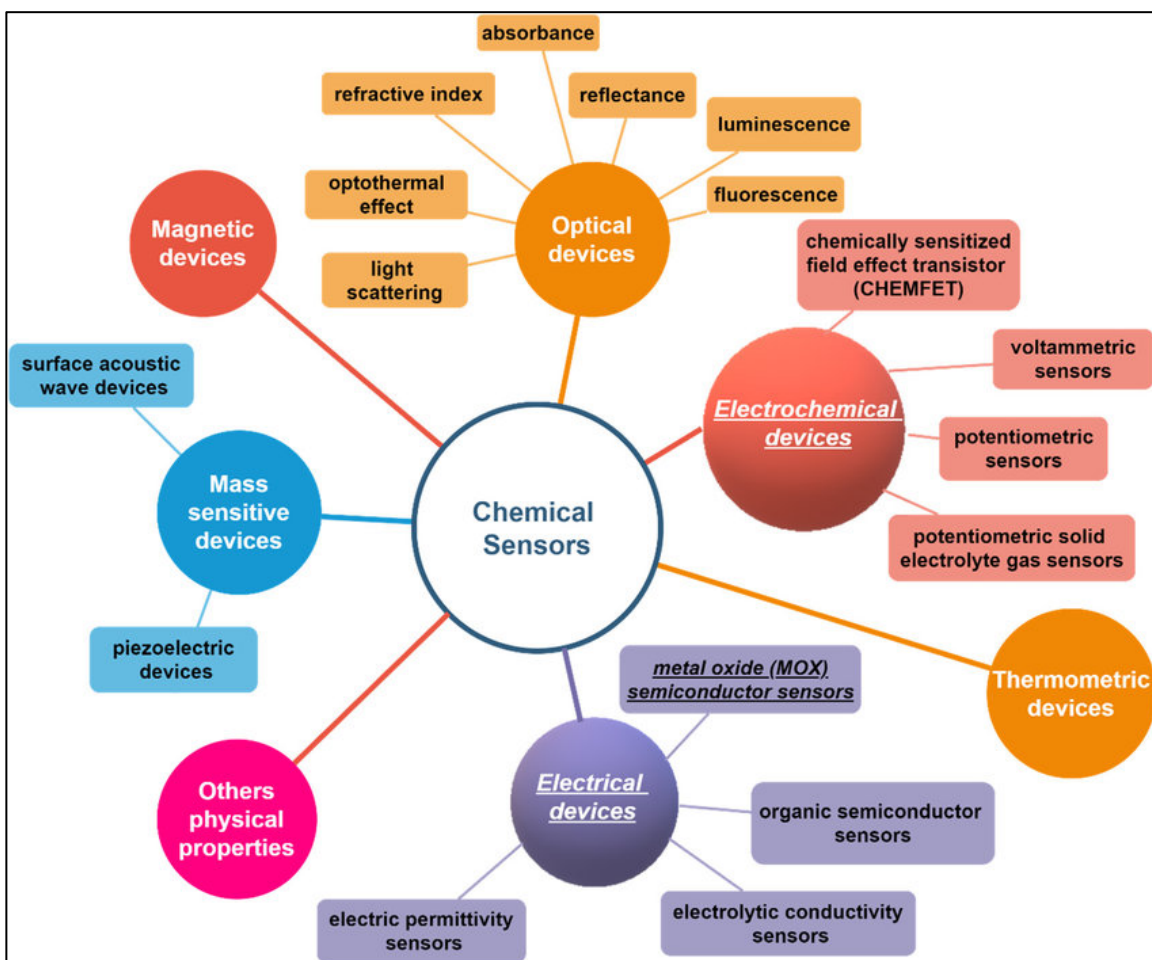 absorbance
refractive index
reflectance
luminescence
optothermal
effect
fluorescence
Optical
devices
light
scattering
Magnetic
devices
chemically sensitized
field effect transistor
(CHEMFET)
surface acoustic
wave devices
voltammetric
sensors
Electrochemical
devices
potentiometric
sensors
Mass
sensitive
devices
Chemical
Sensors
potentiometric solid
electrolyte gas sensors
piezoelectric
devices
metal oxide (MOX)
semiconductor sensors
Thermometric
devices
Others
physical
properties
Electrical
devices
organic semiconductor
sensors
electric permittivity
sensors
electrolytic conductivity
sensors